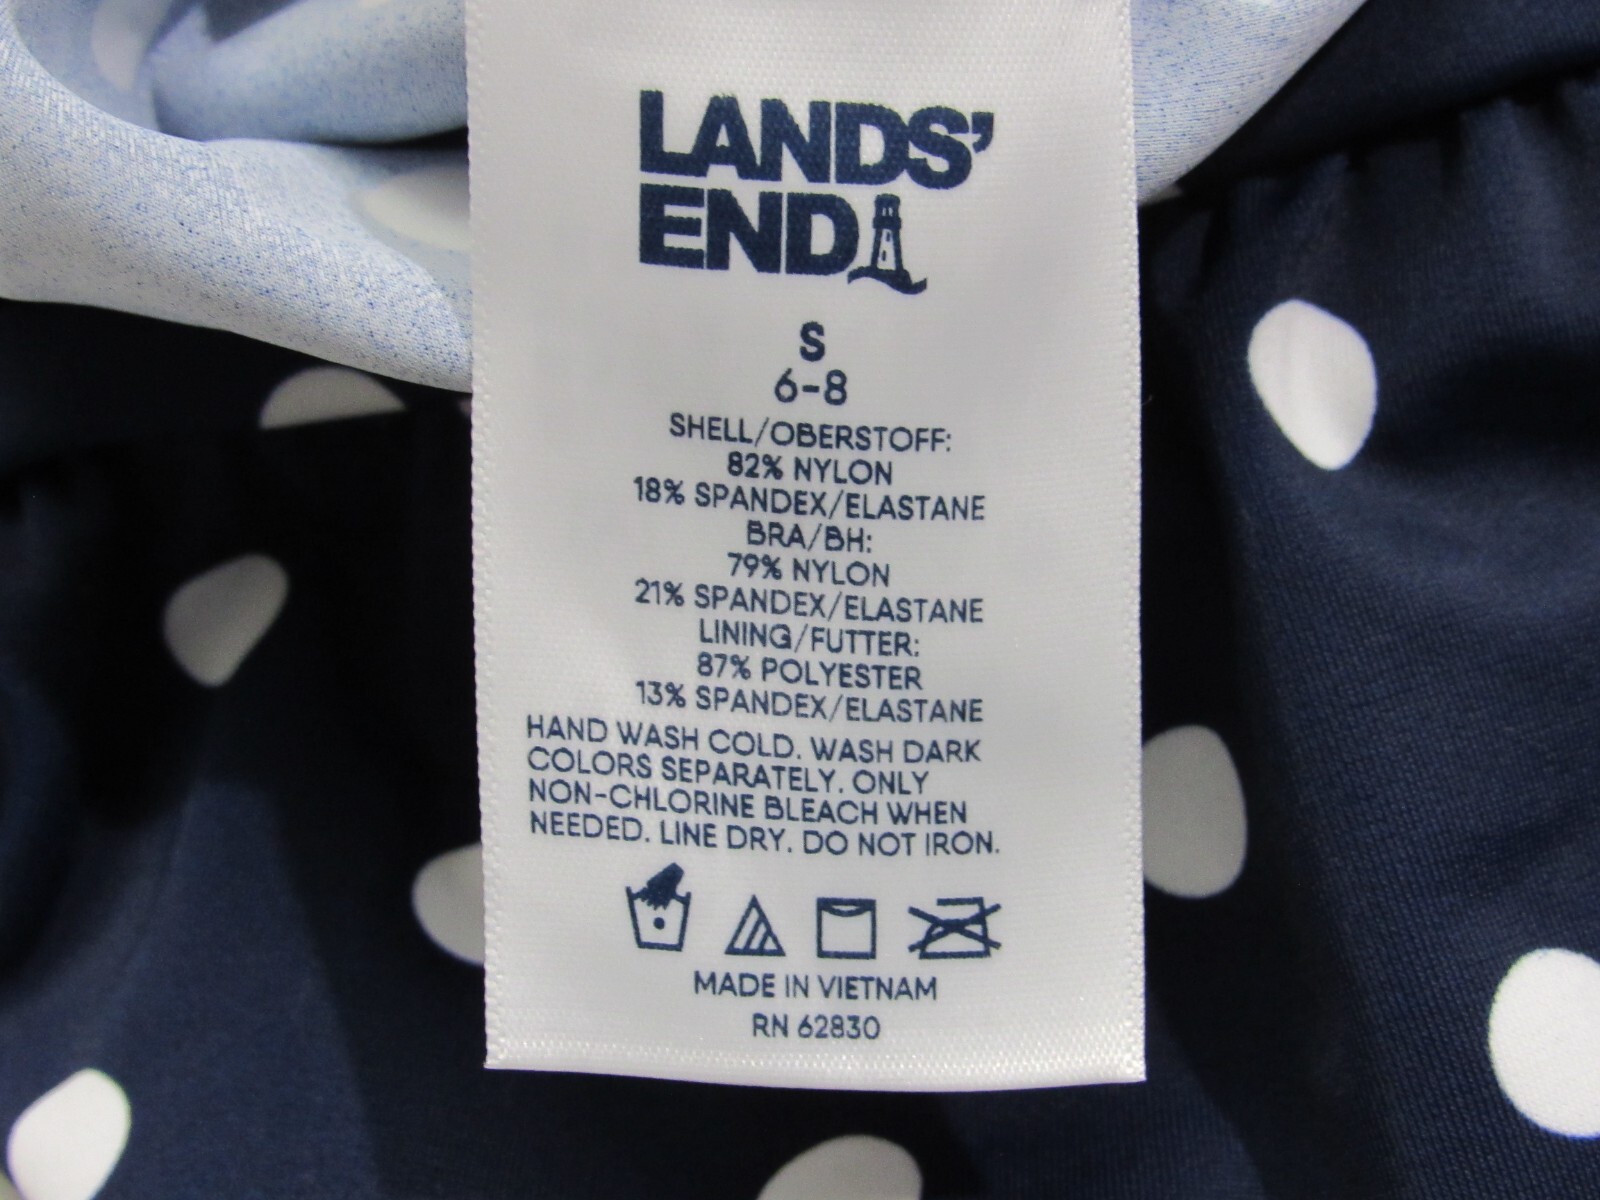 LANDS'
END
S
6-8
SHELL/OBERSTOFF:
82% NYLON
18% SPANDEX/ELASTANE
BRA/BH:
79% NYLON
21% SPANDEX/ELASTANE
LINING/FUTTER:
87% POLYESTER
13% SPANDEX/ELASTANE
HAND WASH COLD. WASH DARK
COLORS SEPARATELY. ONLY
NON-CHLORINE BLEACH WHEN
NEEDED. LINE DRY. DO NOT IRON.
MADE IN VIETNAM
RN 62830